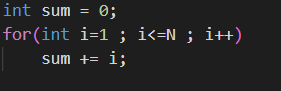 int sum = 0;
for(int i=1 ; i<=N ; i++)
    sum += i;